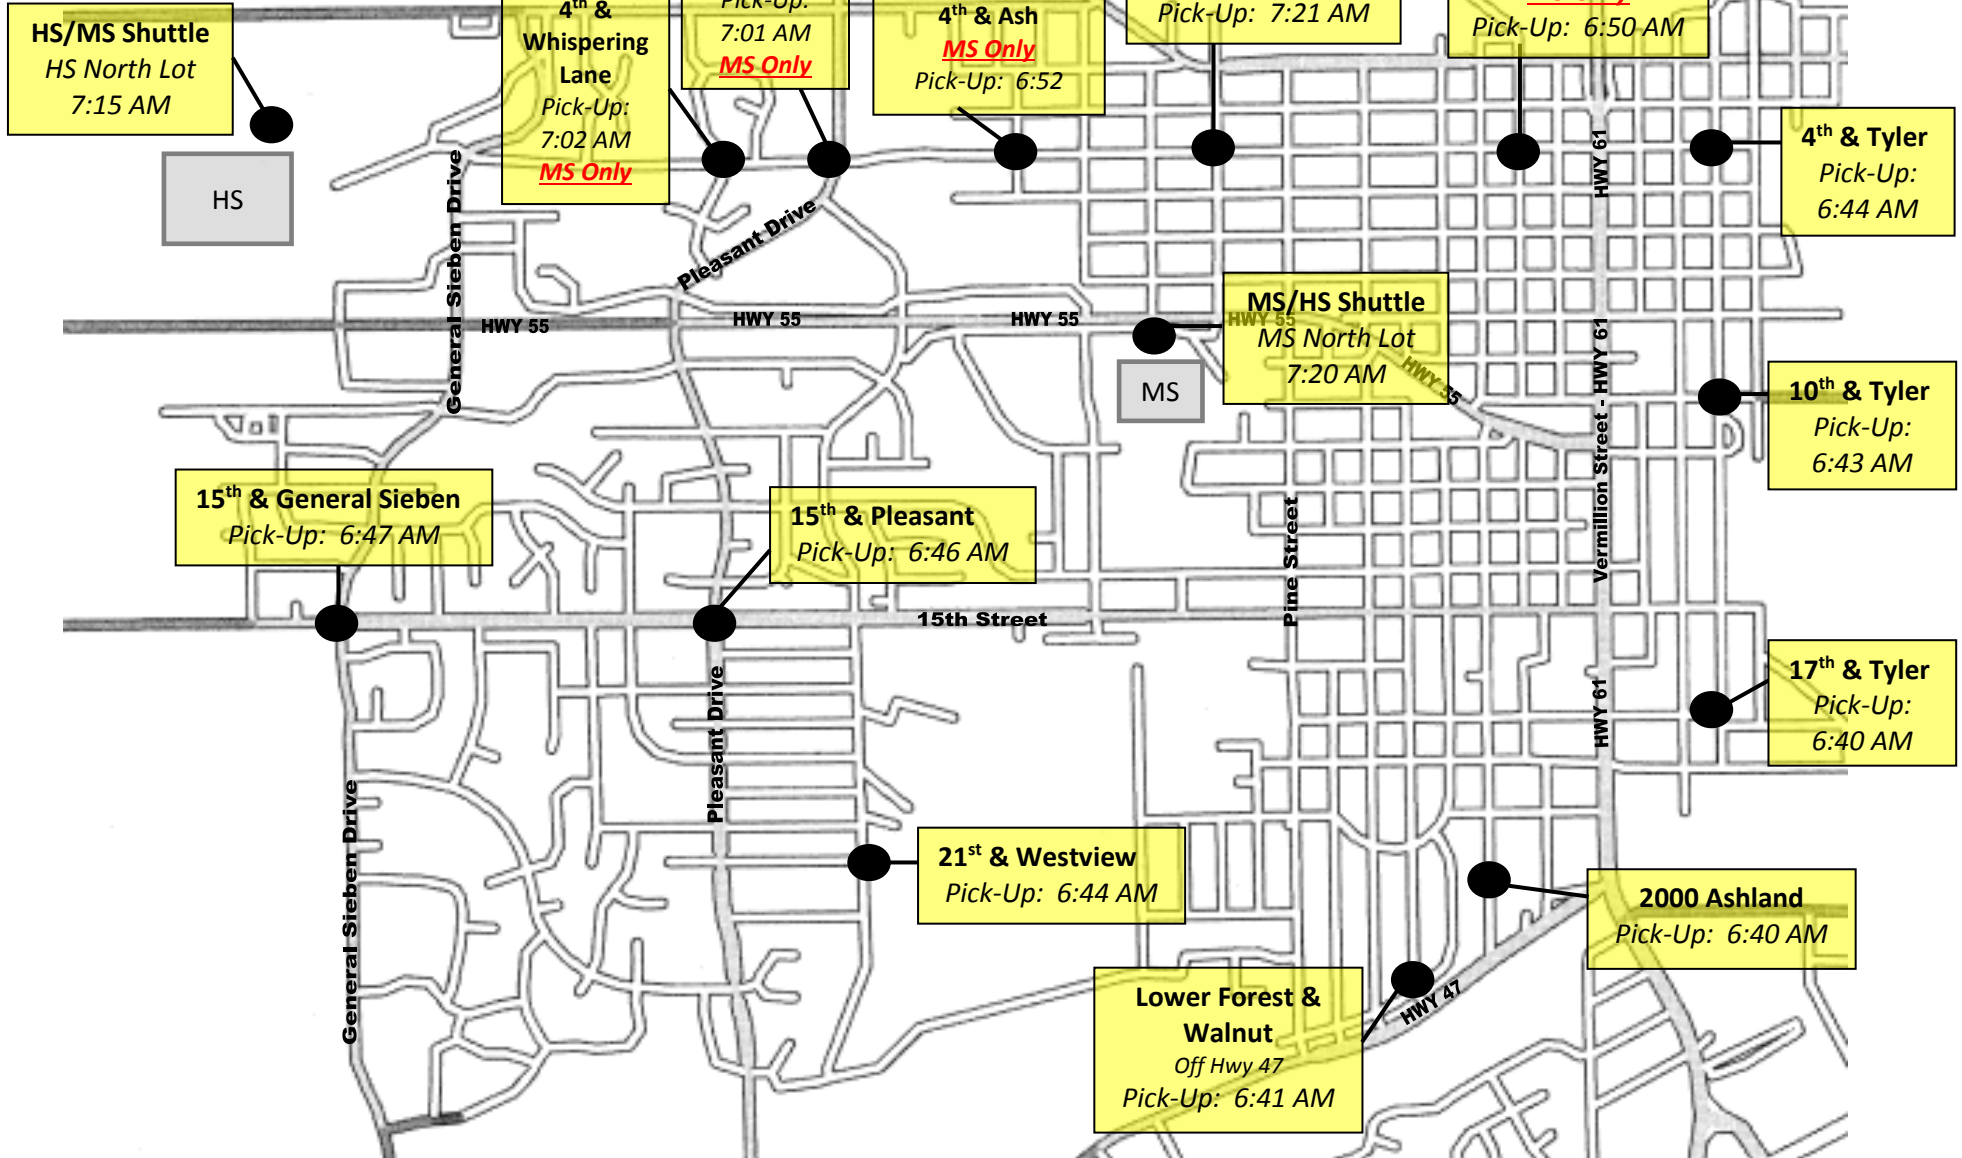 HS/MS Shuttle
HS North Lot
7:15 AM
HS
4th &
Whispering
Lane
Pick-Up:
7:02 AM
MS Only
Pick-Up:
7:01 AM
MS Only
4th & Ash
MS Only
Pick-Up: 6:52
Pick-Up: 7:21 AM
MS Only
Pick-Up: 6:50 AM
4th & Tyler
Pick-Up:
6:44 AM
HWY 61
General Sieben Drive
Pleasant Drive
HWY 55
HWY 55
HWY 55
HWY 55
MS/HS Shuttle
MS North Lot
7:20 AM
MS
HWY 55
Vermillion Street - HWY 61
10th & Tyler
Pick-Up:
6:43 AM
15th & General Sieben
Pick-Up: 6:47 AM
15th & Pleasant
Pick-Up: 6:46 AM
Pine Street
15th Street
17th & Tyler
Pick-Up:
6:40 AM
HWY 61
Pleasant Drive
General Sieben Drive
21st & Westview
Pick-Up: 6:44 AM
2000 Ashland
Pick-Up: 6:40 AM
Lower Forest &
Walnut
Off Hwy 47
Pick-Up: 6:41 AM
HWY 47